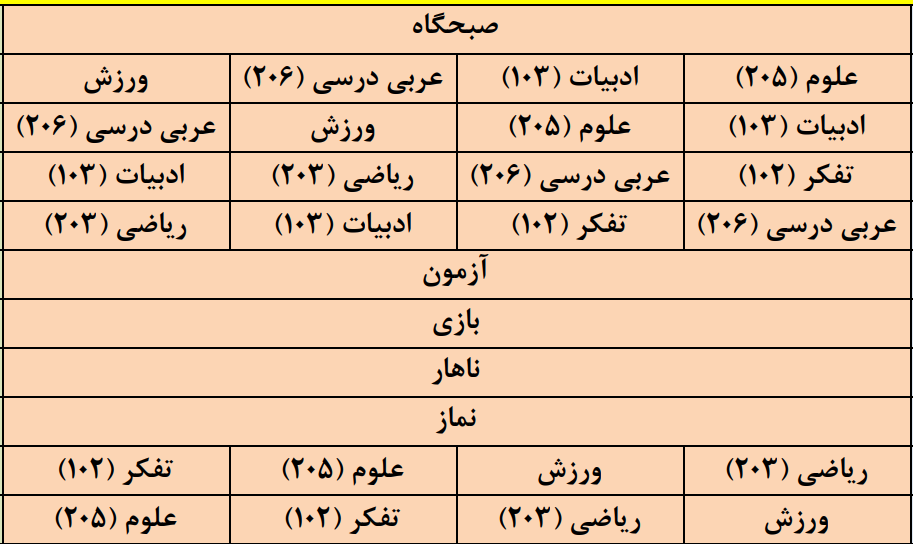 صبحگاه
علوم (۲۰۵) ادبیات (۱۰۳) عربی درسی (۲۰۶) ورزش
ادبیات (۱۰۳) علوم (۲۰۵) ورزش عربی درسی (۲۰۶)
تفکر (۱۰۲) عربی درسی (۲۰۶) ریاضی (۲۰۳) ادبیات (۱۰۳)
عربی درسی (۲۰۶) تفکر (۱۰۲) ادبیات (۱۰۳) ریاضی (۲۰۳)
آزمون
بازی
ناهار
نماز
ریاضی (۲۰۳) ورزش علوم (۲۰۵) تفکر (۱۰۲)
ورزش ریاضی (۲۰۳) تفکر (۱۰۲) علوم (۲۰۵)